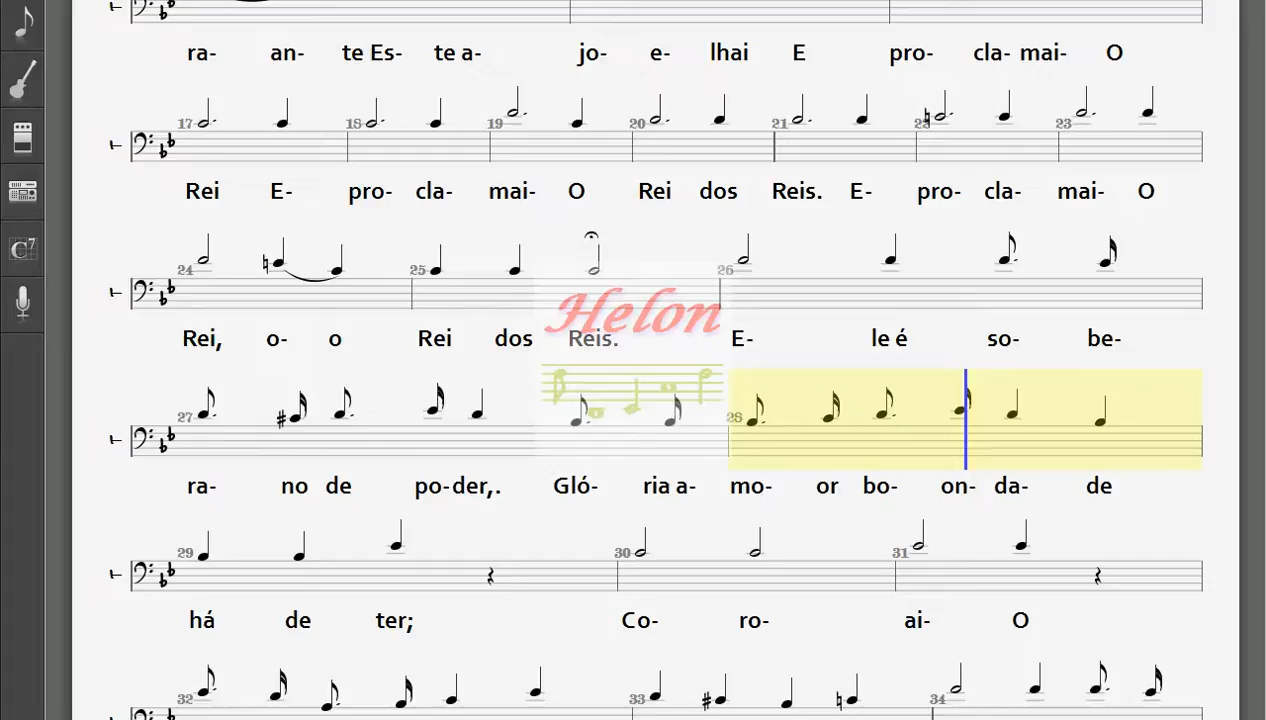 ra- an- te Es- te a- jo- e- lhai E pro- cla- mai- O
17 18 19 20 21 22 23
Rei E- pro- cla- mai- O Rei dos Reis. E- pro- cla- mai- O
24 25 26
Rei, o- o Rei dos Reis. E- le é so- be-
Helon
27 28
ra- no de po-der,. Gló- ria a- mo- or bo- on- da- de
29 30 31
há de ter; Co- ro- ai- O
32 33 34
C7